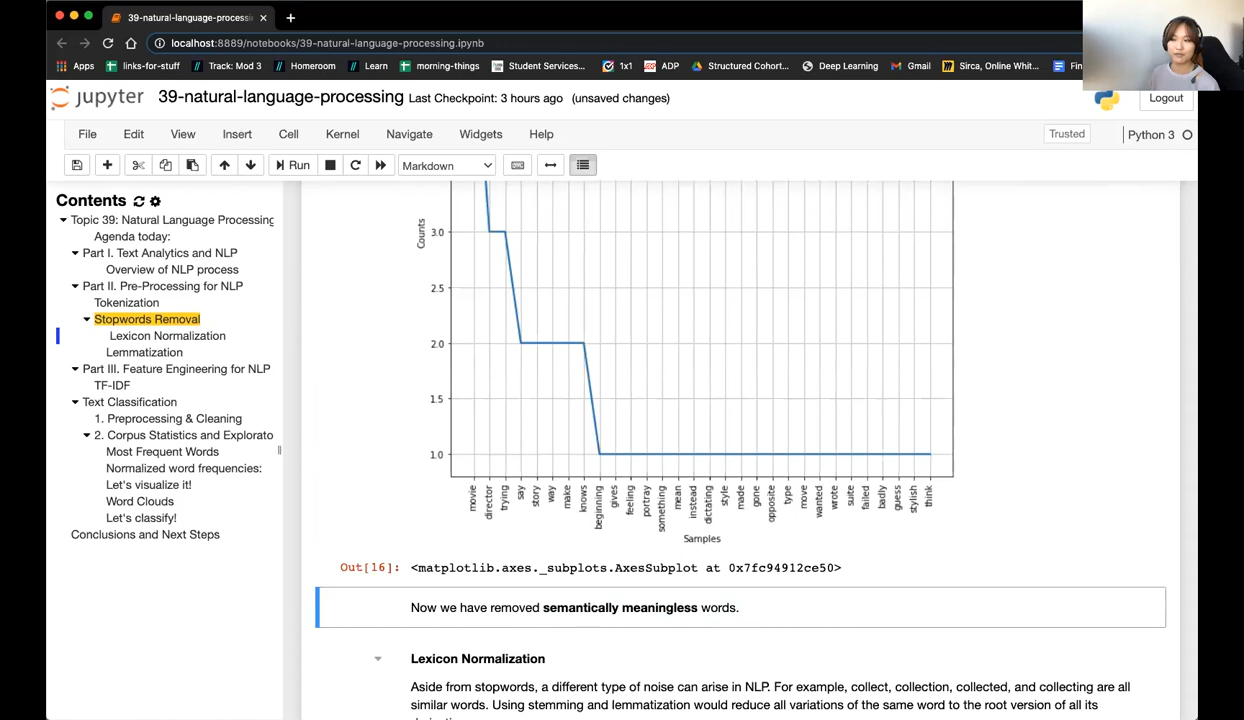 39-natural-language-processi
localhost:8889/notebooks/39-natural-language-processing.ipynb
Apps links-for-stuff Track: Mod 3 Homeroom Learn morning-things Student Services... 1x1 ADP Structured Cohort... Deep Learning Gmail Sirca, Online Whit... Fin
jupyter 39-natural-language-processing Last Checkpoint: 3 hours ago (unsaved changes) Logout
File Edit View Insert Cell Kernel Navigate Widgets Help Trusted Python 3
Run Markdown
Contents
Topic 39: Natural Language Processing
Agenda today:
Part I. Text Analytics and NLP
Overview of NLP process
Part II. Pre-Processing for NLP
Tokenization
Stopwords Removal
Lexicon Normalization
Lemmatization
Part III. Feature Engineering for NLP
TF-IDF
Text Classification
1. Preprocessing & Cleaning
2. Corpus Statistics and Explorato
Most Frequent Words
Normalized word frequencies:
Let's visualize it!
Word Clouds
Let's classify!
Conclusions and Next Steps
Counts
3.0
2.5
2.0
1.5
1.0
movie director trying say story way make knows beginning gives feeling portray something mean instead dictating style made gone opposite type move wanted wrote suite failed badly guess stylish think
Samples
Out[16]: <matplotlib.axes._subplots.AxesSubplot at 0x7fc94912ce50>
Now we have removed semantically meaningless words.
Lexicon Normalization
Aside from stopwords, a different type of noise can arise in NLP. For example, collect, collection, collected, and collecting are all
similar words. Using stemming and lemmatization would reduce all variations of the same word to the root version of all its